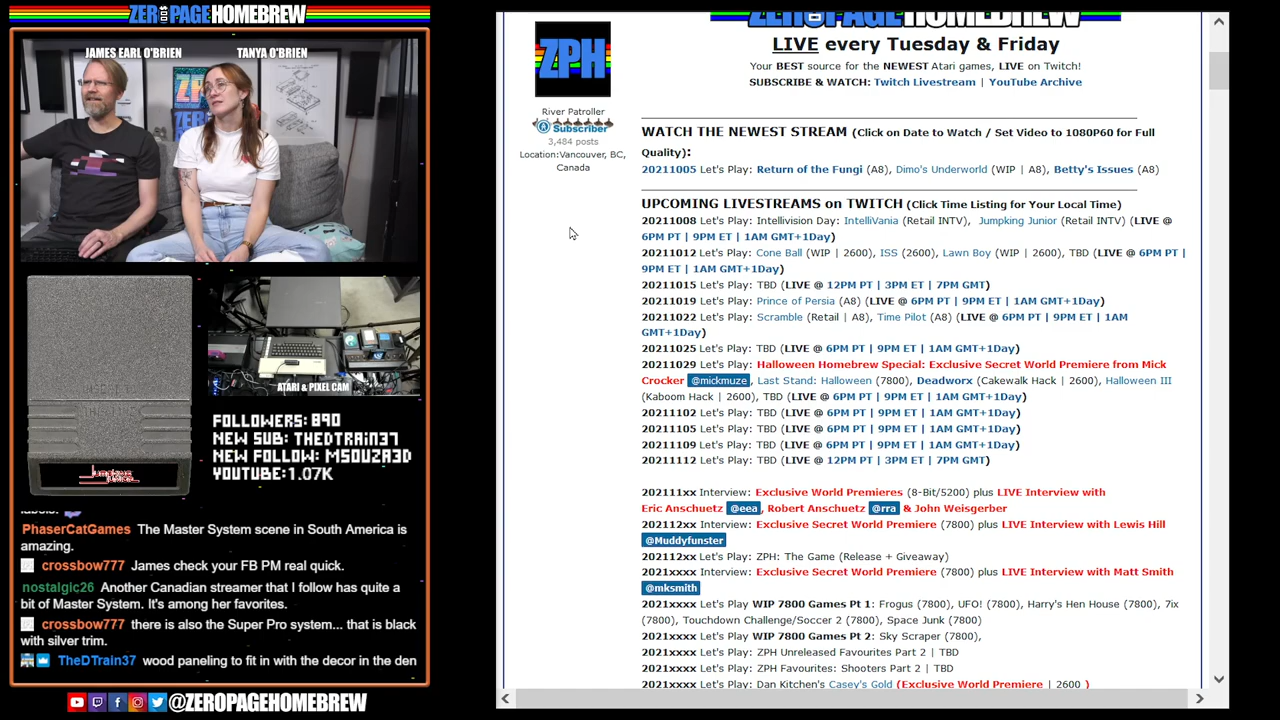 ZEROPAGEHOMEBREW
JAMES EARL O'BRIEN
TANYA O'BRIEN
ZPH
ATARI & PIXEL CAM
FOLLOWERS: 890
NEW SUB: THEDTRAIN37
NEW FOLLOW: MSOUZA3D
YOUTUBE:1.07K
labels.
PhaserCatGames The Master System scene in South America is
amazing.
crossbow777 James check your FB PM real quick.
nostalgic26 Another Canadian streamer that I follow has quite a
bit of Master System. It's among her favorites.
crossbow777 there is also the Super Pro system... that is black
with silver trim.
TheDTrain37 wood paneling to fit in with the decor in the den
@ZEROPAGEHOMEBREW
ZEROPAGEHOMEBREW
ZPH
River Patroller
Subscriber
3,484 posts
Location:Vancouver, BC,
Canada
LIVE every Tuesday & Friday
Your BEST source for the NEWEST Atari games, LIVE on Twitch!
SUBSCRIBE & WATCH: Twitch Livestream | YouTube Archive
WATCH THE NEWEST STREAM (Click on Date to Watch / Set Video to 1080P60 for Full
Quality):
20211005 Let's Play: Return of the Fungi (A8), Dimo's Underworld (WIP | A8), Betty's Issues (A8)
UPCOMING LIVESTREAMS on TWITCH (Click Time Listing for Your Local Time)
20211008 Let's Play: Intellivision Day: IntelliVania (Retail INTV), Jumpking Junior (Retail INTV) (LIVE @
6PM PT | 9PM ET | 1AM GMT+1Day)
20211012 Let's Play: Cone Ball (WIP | 2600), ISS (2600), Lawn Boy (WIP | 2600), TBD (LIVE @ 6PM PT |
9PM ET | 1AM GMT+1Day)
20211015 Let's Play: TBD (LIVE @ 12PM PT | 3PM ET | 7PM GMT)
20211019 Let's Play: Prince of Persia (A8) (LIVE @ 6PM PT | 9PM ET | 1AM GMT+1Day)
20211022 Let's Play: Scramble (Retail | A8), Time Pilot (A8) (LIVE @ 6PM PT | 9PM ET | 1AM
GMT+1Day)
20211025 Let's Play: TBD (LIVE @ 6PM PT | 9PM ET | 1AM GMT+1Day)
20211029 Let's Play: Halloween Homebrew Special: Exclusive Secret World Premiere from Mick
Crocker @mickmuze, Last Stand: Halloween (7800), Deadworx (Cakewalk Hack | 2600), Halloween III
(Kaboom Hack | 2600), TBD (LIVE @ 6PM PT | 9PM ET | 1AM GMT+1Day)
20211102 Let's Play: TBD (LIVE @ 6PM PT | 9PM ET | 1AM GMT+1Day)
20211105 Let's Play: TBD (LIVE @ 6PM PT | 9PM ET | 1AM GMT+1Day)
20211109 Let's Play: TBD (LIVE @ 6PM PT | 9PM ET | 1AM GMT+1Day)
20211112 Let's Play: TBD (LIVE @ 12PM PT | 3PM ET | 7PM GMT)
202111xx Interview: Exclusive World Premieres (8-Bit/5200) plus LIVE Interview with
Eric Anschuetz @eea, Robert Anschuetz @rra & John Weisgerber
202112xx Interview: Exclusive Secret World Premiere (7800) plus LIVE Interview with Lewis Hill
@Muddyfunster
202112xx Let's Play: ZPH: The Game (Release + Giveaway)
2021xxxx Interview: Exclusive Secret World Premiere (7800) plus LIVE Interview with Matt Smith
@mksmith
2021xxxx Let's Play WIP 7800 Games Pt 1: Frogus (7800), UFO! (7800), Harry's Hen House (7800), 7ix
(7800), Touchdown Challenge/Soccer 2 (7800), Space Junk (7800)
2021xxxx Let's Play WIP 7800 Games Pt 2: Sky Scraper (7800),
2021xxxx Let's Play: ZPH Unreleased Favourites Part 2 | TBD
2021xxxx Let's Play: ZPH Favourites: Shooters Part 2 | TBD
2021xxxx Let's Play: Dan Kitchen's Casey's Gold (Exclusive World Premiere | 2600 )